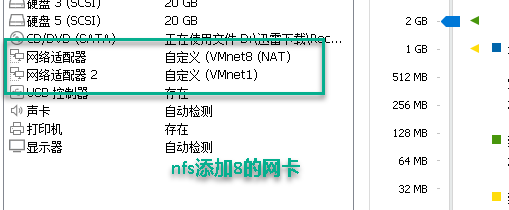 硬盘 3 (SCSI) 20 GB
硬盘 5 (SCSI) 20 GB
CD/DVD (SATA) 正在使用文件 D:\迅雷下载\Rec...
网络适配器 自定义 (VMnet8 (NAT)
网络适配器 2 自定义 (VMnet1)
USB 控制器 存在
声卡 自动检测
打印机 存在
显示器 自动检测
nfs添加8的网卡
2 GB
1 GB
512 MB
256 MB
128 MB
64 MB
32 MB